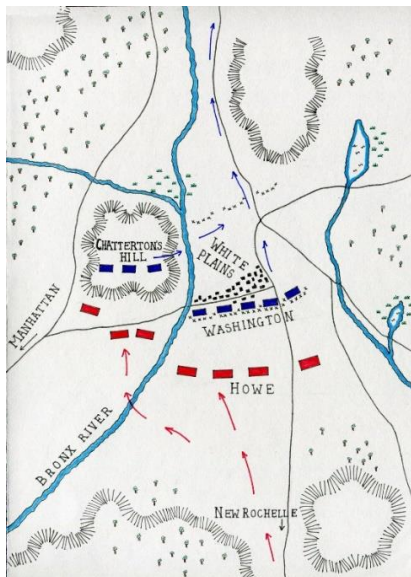 CHATTERTON'S
HILL
WHITE
PLAINS
MANHATTAN
WASHINGTON
HOWE
BRONX RIVER
NEW ROCHELLE